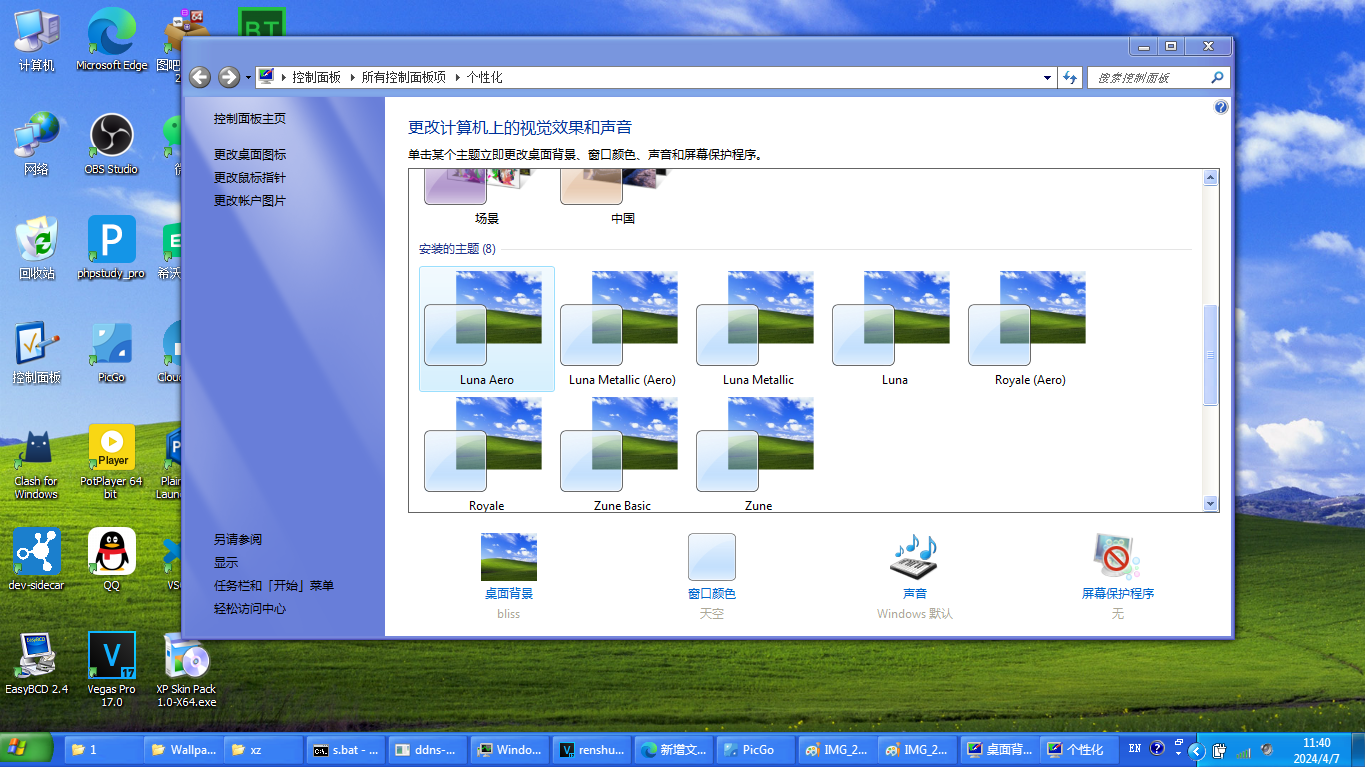 BT
计算机
Microsoft Edge
图吧
2
网络
OBS Studio
微
回收站
phpstudy_pro
希沃
控制面板
PicGo
Cloud
Player
Clash for
Windows
PotPlayer 64
bit
Plain
Laun
dev-sidecar
QQ
VS
EasyBCD 2.4
Vegas Pro
17.0
XP Skin Pack
1.0-X64.exe
控制面板 所有控制面板项 个性化
搜索控制面板
控制面板主页
更改桌面图标
更改鼠标指针
更改帐户图片
另请参阅
显示
任务栏和「开始」菜单
轻松访问中心
更改计算机上的视觉效果和声音
单击某个主题立即更改桌面背景、窗口颜色、声音和屏幕保护程序。
场景 中国
安装的主题 (8)
Luna Aero Luna Metallic (Aero) Luna Metallic Luna Royale (Aero)
Royale Zune Basic Zune
桌面背景 窗口颜色 声音 屏幕保护程序
bliss 天空 Windows 默认 无
1 Wallpa... xz s.bat - ... ddns-... Windo... renshu... 新增文... PicGo IMG_2... IMG_2... 桌面背... 个性化 EN
11:40
2024/4/7